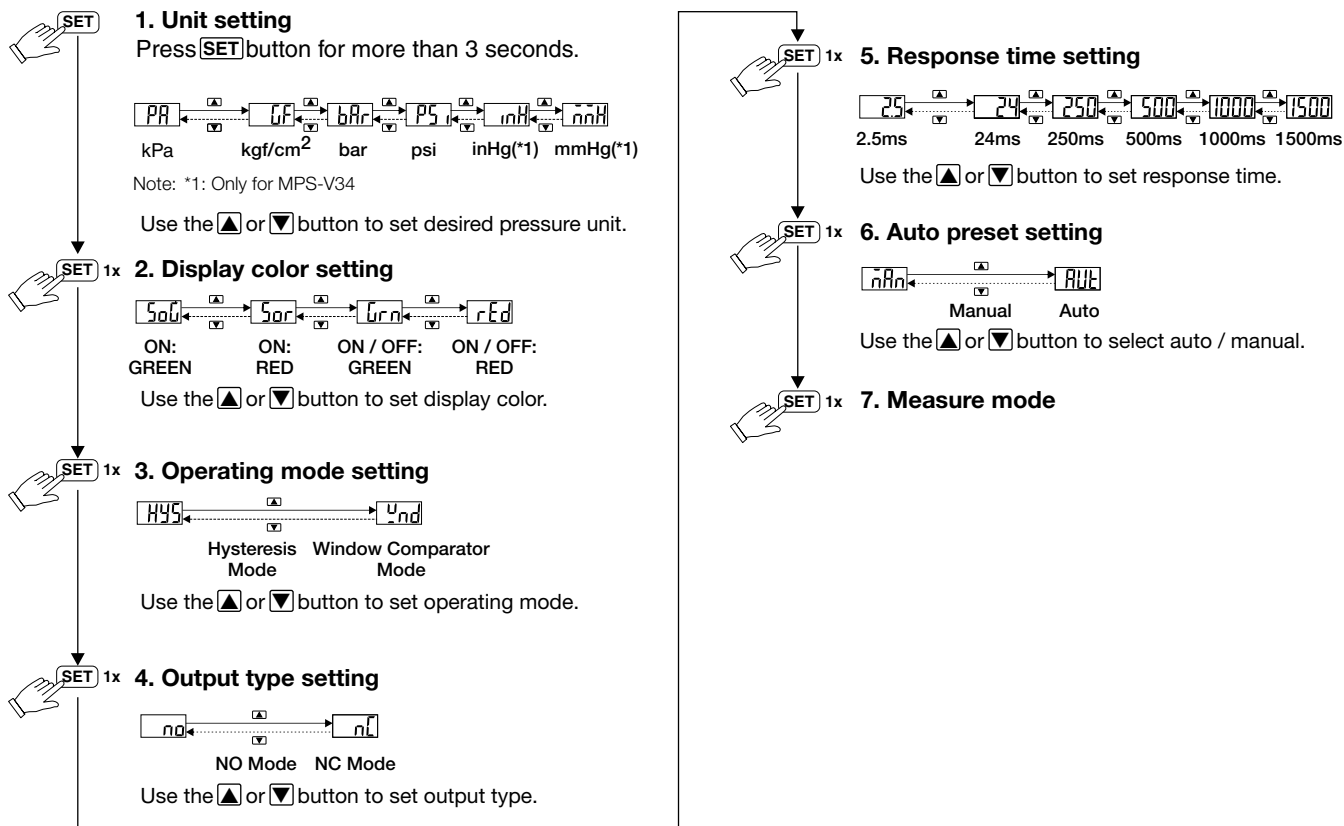 SET
1. Unit setting
Press SET button for more than 3 seconds.
PA GF bAr PSi inH mmH
kPa kgf/cm2 bar psi inHg(*1) mmHg(*1)
Note: *1: Only for MPS-V34
Use the ▲ or ▼ button to set desired pressure unit.
SET 1x 2. Display color setting
SoG Sor Grn rEd
ON: GREEN
ON: RED
ON / OFF: GREEN
ON / OFF: RED
Use the ▲ or ▼ button to set display color.
SET 1x 3. Operating mode setting
HYS Wnd
Hysteresis Mode
Window Comparator Mode
Use the ▲ or ▼ button to set operating mode.
SET 1x 4. Output type setting
no nC
NO Mode NC Mode
Use the ▲ or ▼ button to set output type.
SET 1x 5. Response time setting
2.5 24 250 500 1000 1500
2.5ms 24ms 250ms 500ms 1000ms 1500ms
Use the ▲ or ▼ button to set response time.
SET 1x 6. Auto preset setting
mAn AUt
Manual Auto
Use the ▲ or ▼ button to select auto / manual.
SET 1x 7. Measure mode